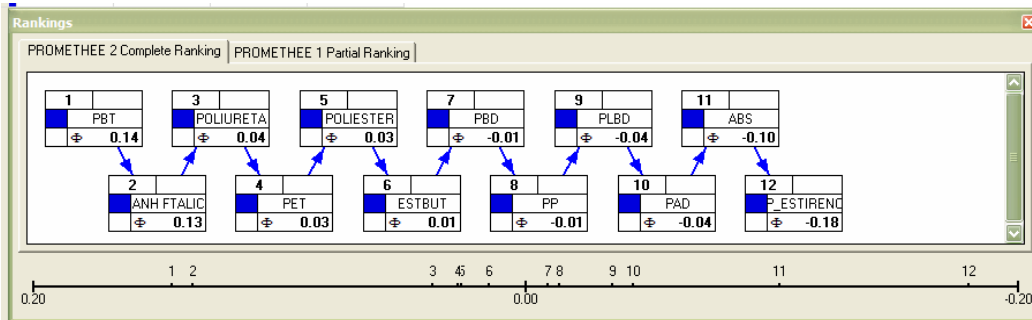 Rankings
PROMETHEE 2 Complete Ranking PROMETHEE 1 Partial Ranking
1 3 5 7 9 11
PBT POLIURETA POLIESTER PBD PLBD ABS
Φ 0.14 Φ 0.04 Φ 0.03 Φ -0.01 Φ -0.04 Φ -0.10
2 4 6 8 10 12
ANH FTALIC PET ESTBUT PP PAD P_ESTIRENO
Φ 0.13 Φ 0.03 Φ 0.01 Φ -0.01 Φ -0.04 Φ -0.18
1 2 3 4 5 6 7 8 9 10 11 12
0.20 0.00 -0.20